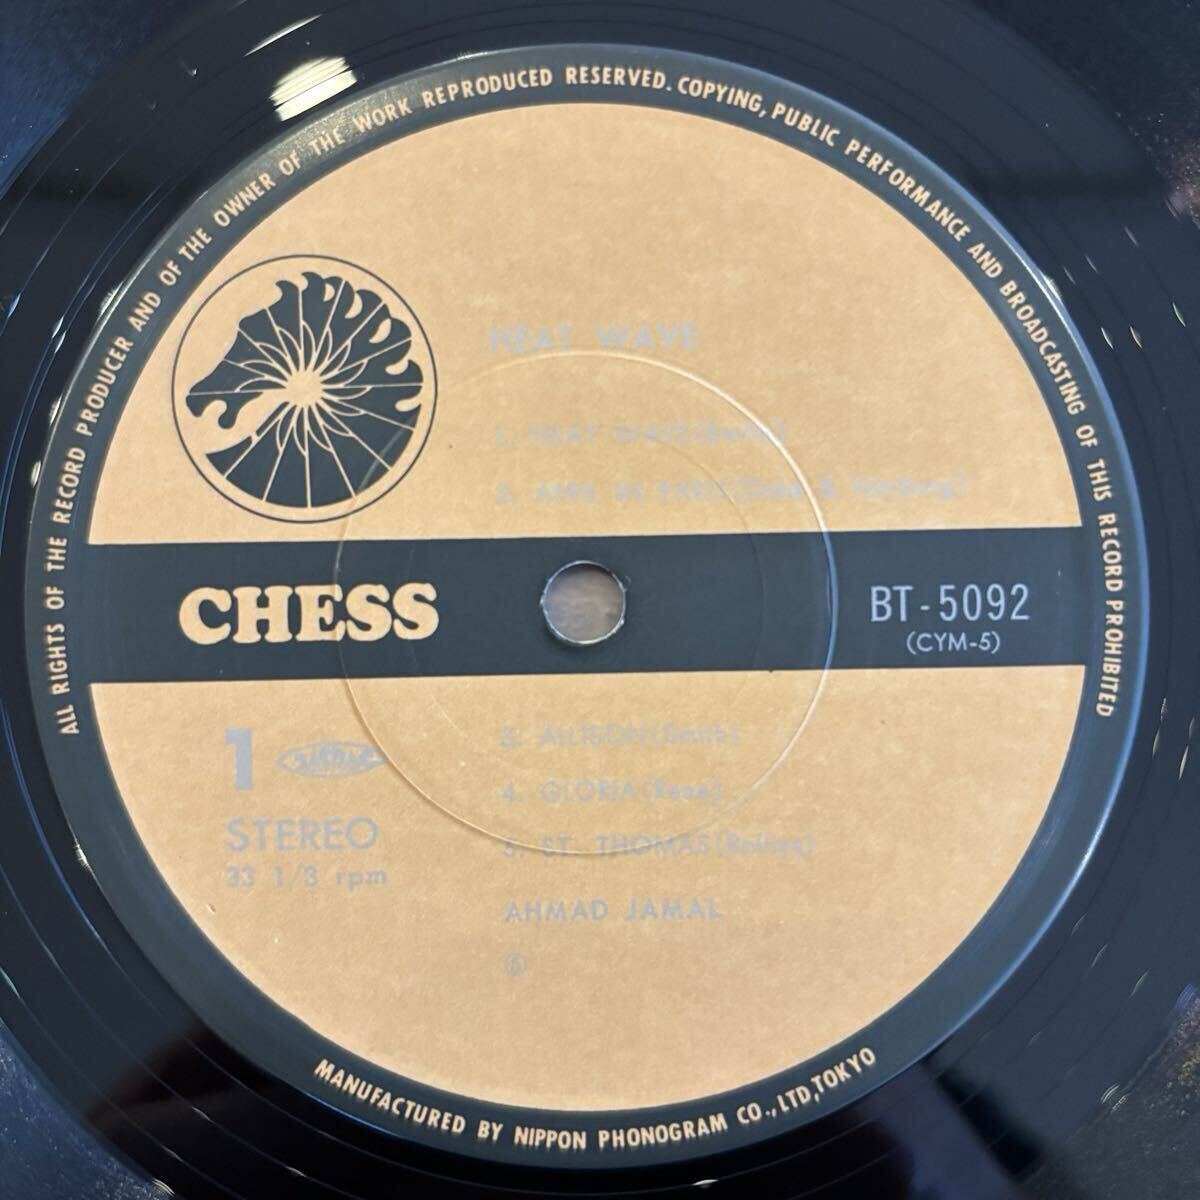 ALL RIGHTS OF THE RECORD PRODUCER AND OF THE OWNER OF THE WORK REPRODUCED RESERVED. COPYING, PUBLIC PERFORMANCE AND BROADCASTING OF THIS RECORD PROHIBITED
HEAT WAVE
1. HEAT WAVE (Berlin)
2. APRIL IN PARIS (Duke & Harburg)
CHESS
BT-5092
(CYM-5)
1
STEREO
33 1/3 rpm
3. ALLISON (Smith)
4. GLORIA (Rene)
5. ST. THOMAS (Rollins)
AHMAD JAMAL
MANUFACTURED BY NIPPON PHONOGRAM CO.,LTD,TOKYO